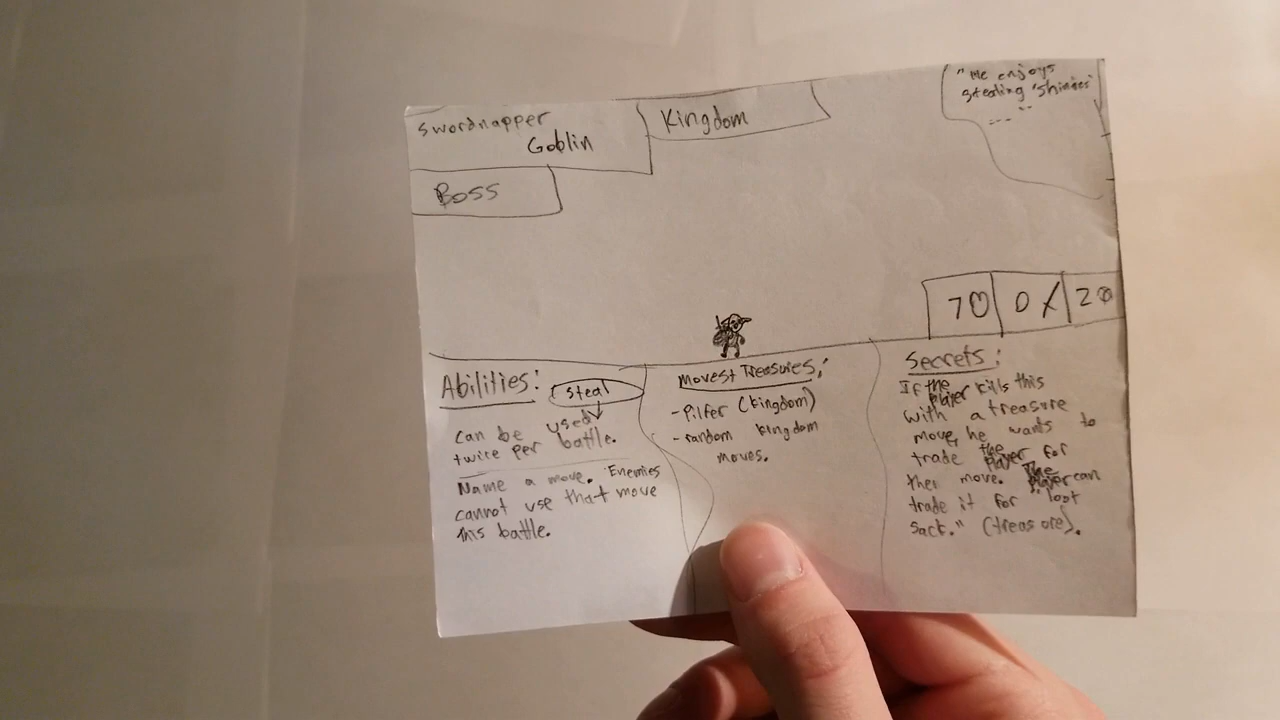 Swordnapper
Goblin
Kingdom
"He enjoys
stealing 'shinies'
Boss
70
0
20
Abilities:
Steal
can be used
twice per battle.
Name a move. Enemies
cannot use that move
this battle.
Moves+Treasures:
-Pilfer (kingdom)
-random kingdom
moves.
Secrets:
If the player kills this
with a treasure
move, he wants to
trade the player for
their move. The player can
trade it for "loot
sack." (treasure).